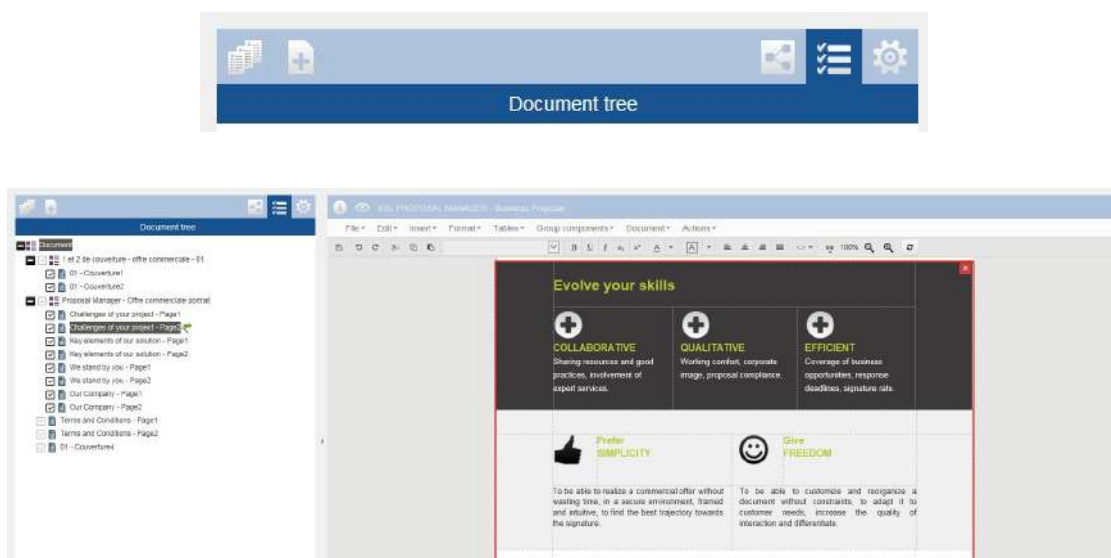 Document tree
Document tree
Document
1 et 2 de couverture - offre commerciale - 01
01 - Couverture1
01 - Couverture2
Proposal Manager - Offre commerciale portrait
Challenges of your project - Page1
Challenges of your project - Page2
Key elements of our solution - Page1
Key elements of our solution - Page2
We stand by you - Page1
We stand by you - Page2
Our Company - Page1
Our Company - Page2
Terms and Conditions - Page1
Terms and Conditions - Page2
01 - Couverture4
PROPOSAL MANAGER - Business Proposal
File Edit Insert Format Tables Group components Document Actions
100%
Evolve your skills
COLLABORATIVE
Sharing resources and good
practices, involvement of
expert services.
QUALITATIVE
Working comfort, corporate
image, proposal compliance.
EFFICIENT
Coverage of business
opportunities, response
deadlines, signature rate.
Prefer
SIMPLICITY
To be able to realize a commercial offer without
wasting time, in a secure environment, framed
and intuitive, to find the best trajectory towards
the signature.
Give
FREEDOM
To be able to customize and reorganize a
document without constraints, to adapt it to
customer needs, increase the quality of
interaction and differentiate.